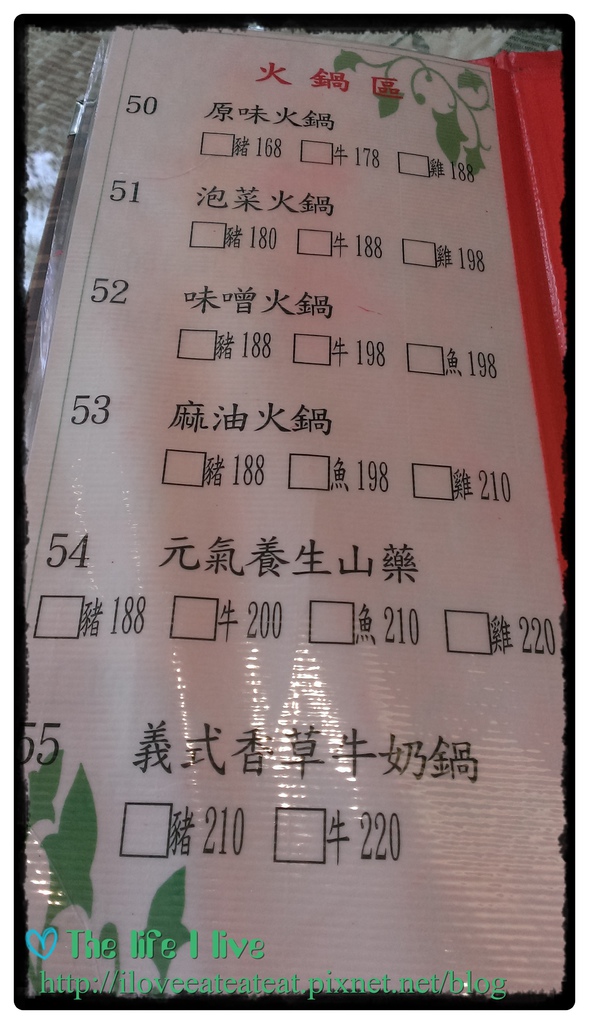 火鍋區
50 原味火鍋
豬 168 牛 178 雞 188
51 泡菜火鍋
豬 180 牛 188 雞 198
52 味噌火鍋
豬 188 牛 198 魚 198
53 麻油火鍋
豬 188 魚 198 雞 210
54 元氣養生山藥
豬 188 牛 200 魚 210 雞 220
55 義式香草牛奶鍋
豬 210 牛 220
The life I live
http://iloveeateateat.pixnet.net/blog